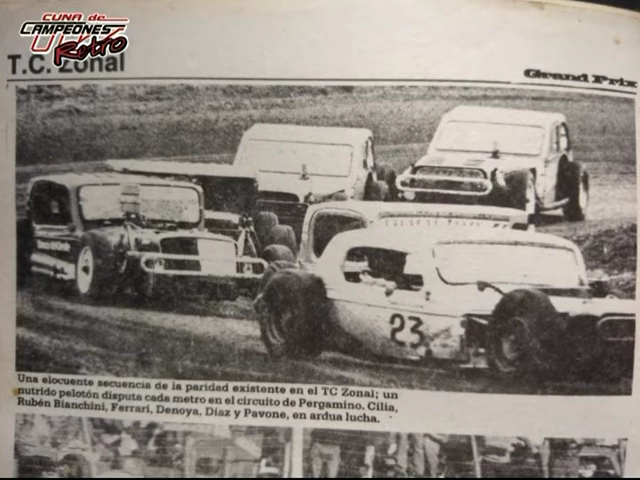 CUNA de
CAMPEONES
Retro
T.C. Zonal
Grand Prix
23
Una elocuente secuencia de la paridad existente en el TC Zonal; un
nutrido pelotón disputa cada metro en el circuito de Pergamino. Cilia,
Rubén Bianchini, Ferrari, Denoya, Díaz y Pavone, en ardua lucha.